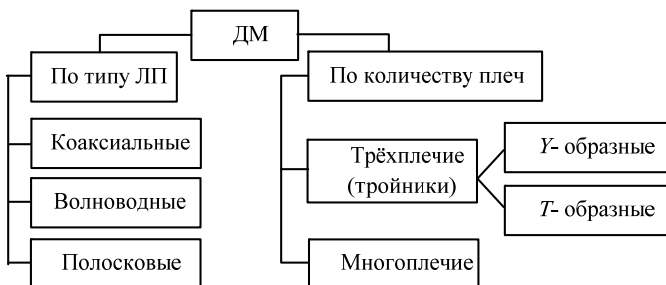 ДМ
По типу ЛП
Коаксиальные
Волноводные
Полосковые
По количеству плеч
Трёхплечие
(тройники)
Y- образные
T- образные
Многоплечие